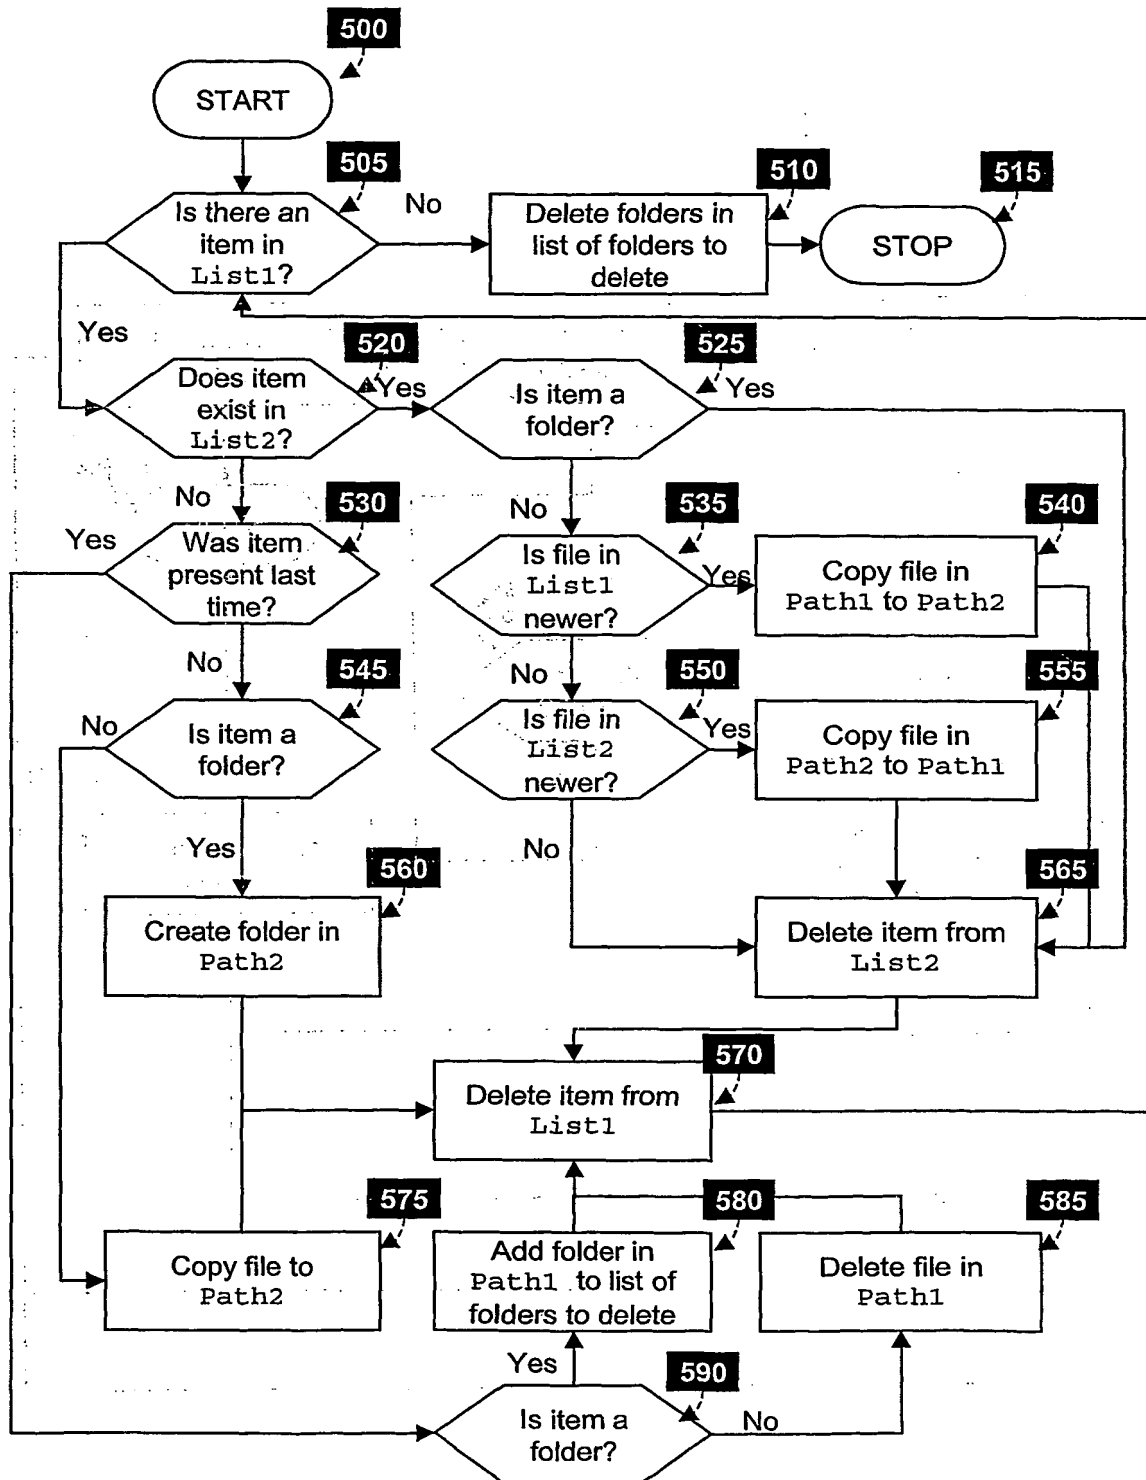 500
START
505
Is there an
item in
List1?
No
510
Delete folders in
list of folders to
delete
515
STOP
Yes
520
Does item
exist in
List2?
Yes
525
Is item a
folder?
Yes
No
530
Was item
present last
time?
Yes
No
535
Is file in
List1
newer?
Yes
540
Copy file in
Path1 to Path2
No
545
Is item a
folder?
No
No
550
Is file in
List2
newer?
Yes
555
Copy file in
Path2 to Path1
Yes
560
Create folder in
Path2
No
565
Delete item from
List2
570
Delete item from
List1
575
Copy file to
Path2
580
Add folder in
Path1 to list of
folders to delete
585
Delete file in
Path1
Yes
590
Is item a
folder?
No